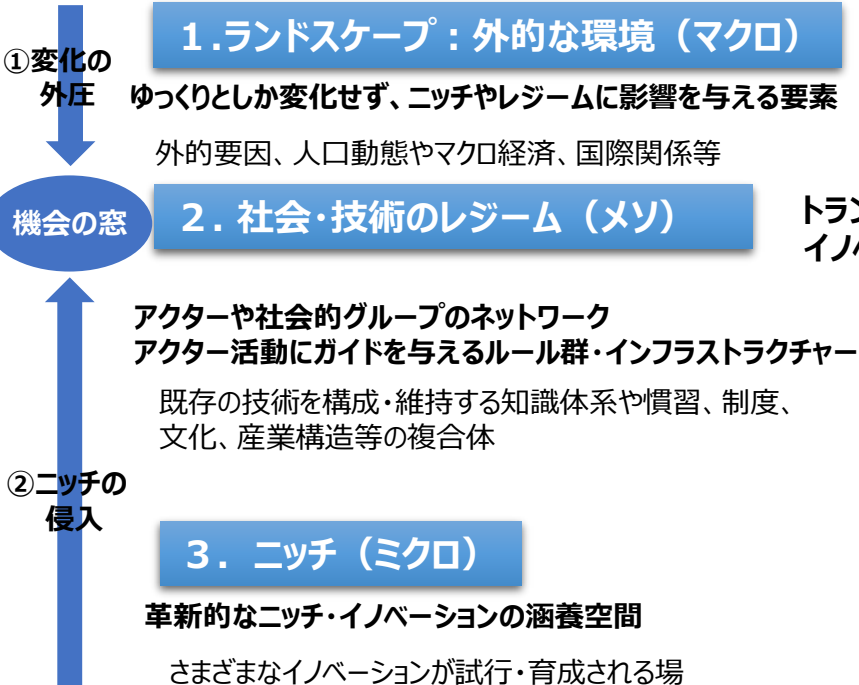 1.ランドスケープ：外的な環境（マクロ）
①変化の
外圧
ゆっくりとしか変化せず、ニッチやレジームに影響を与える要素
外的要因、人口動態やマクロ経済、国際関係等
機会の窓
2. 社会・技術のレジーム（メソ）
トラン
イノベ
アクターや社会的グループのネットワーク
アクター活動にガイドを与えるルール群・インフラストラクチャー
既存の技術を構成・維持する知識体系や慣習、制度、
文化、産業構造等の複合体
②ニッチの
侵入
3. ニッチ（ミクロ）
革新的なニッチ・イノベーションの涵養空間
さまざまなイノベーションが試行・育成される場